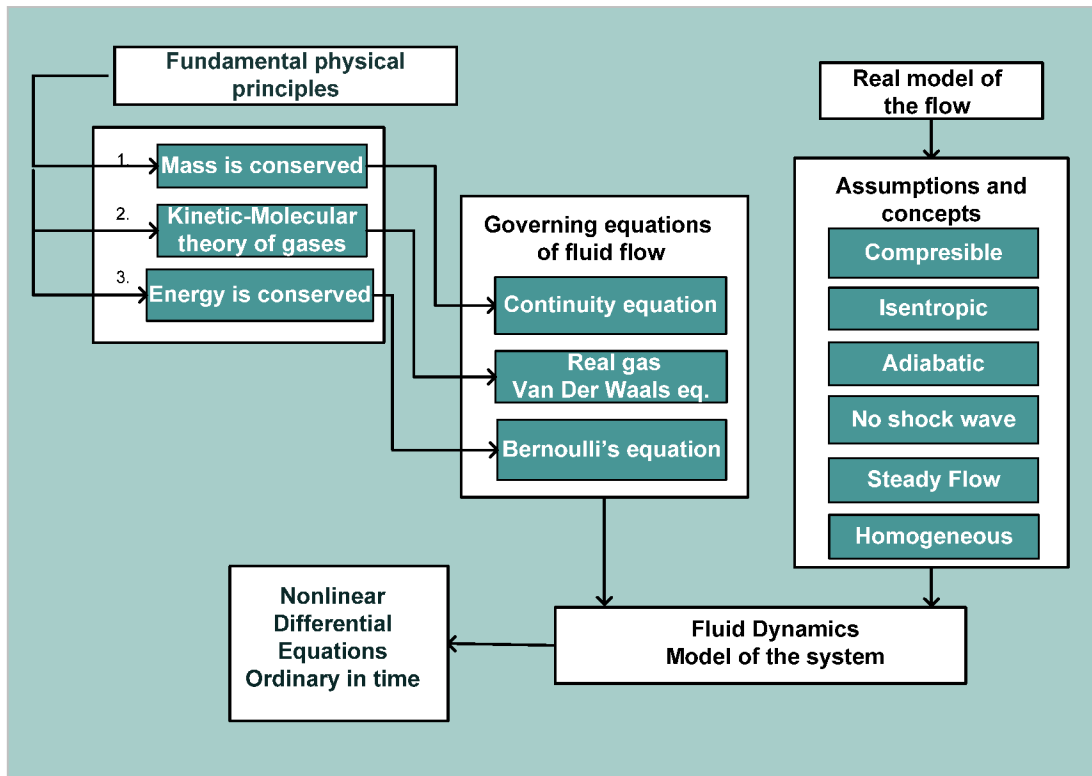 Fundamental physical
principles
1.
Mass is conserved
2.
Kinetic-Molecular
theory of gases
3.
Energy is conserved
Governing equations
of fluid flow
Continuity equation
Real gas
Van Der Waals eq.
Bernoulli's equation
Real model of
the flow
Assumptions and
concepts
Compresible
Isentropic
Adiabatic
No shock wave
Steady Flow
Homogeneous
Fluid Dynamics
Model of the system
Nonlinear
Differential
Equations
Ordinary in time